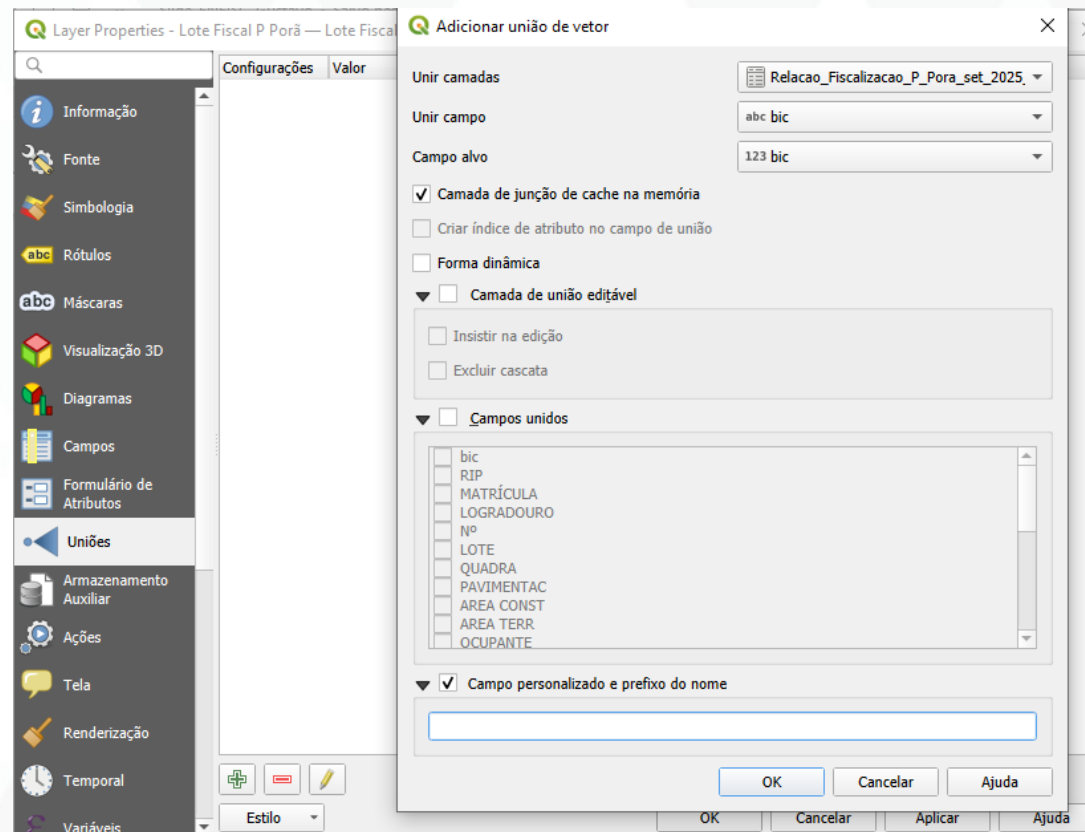 Layer Properties - Lote Fiscal P Porã — Lote Fiscal
Informação
Fonte
Simbologia
abc Rótulos
abc Máscaras
Visualização 3D
Diagramas
Campos
Formulário de
Atributos
Uniões
Armazenamento
Auxiliar
Ações
Tela
Renderização
Temporal
Variáveis
Configurações Valor
Estilo
OK Cancelar Aplicar Ajuda
Adicionar união de vetor
Unir camadas Relacao_Fiscalizacao_P_Pora_set_2025_
Unir campo abc bic
Campo alvo 123 bic
Camada de junção de cache na memória
Criar índice de atributo no campo de união
Forma dinâmica
Camada de união editável
Insistir na edição
Excluir cascata
Campos unidos
bic
RIP
MATRÍCULA
LOGRADOURO
Nº
LOTE
QUADRA
PAVIMENTAC
AREA CONST
AREA TERR
OCUPANTE
Campo personalizado e prefixo do nome
OK Cancelar Ajuda